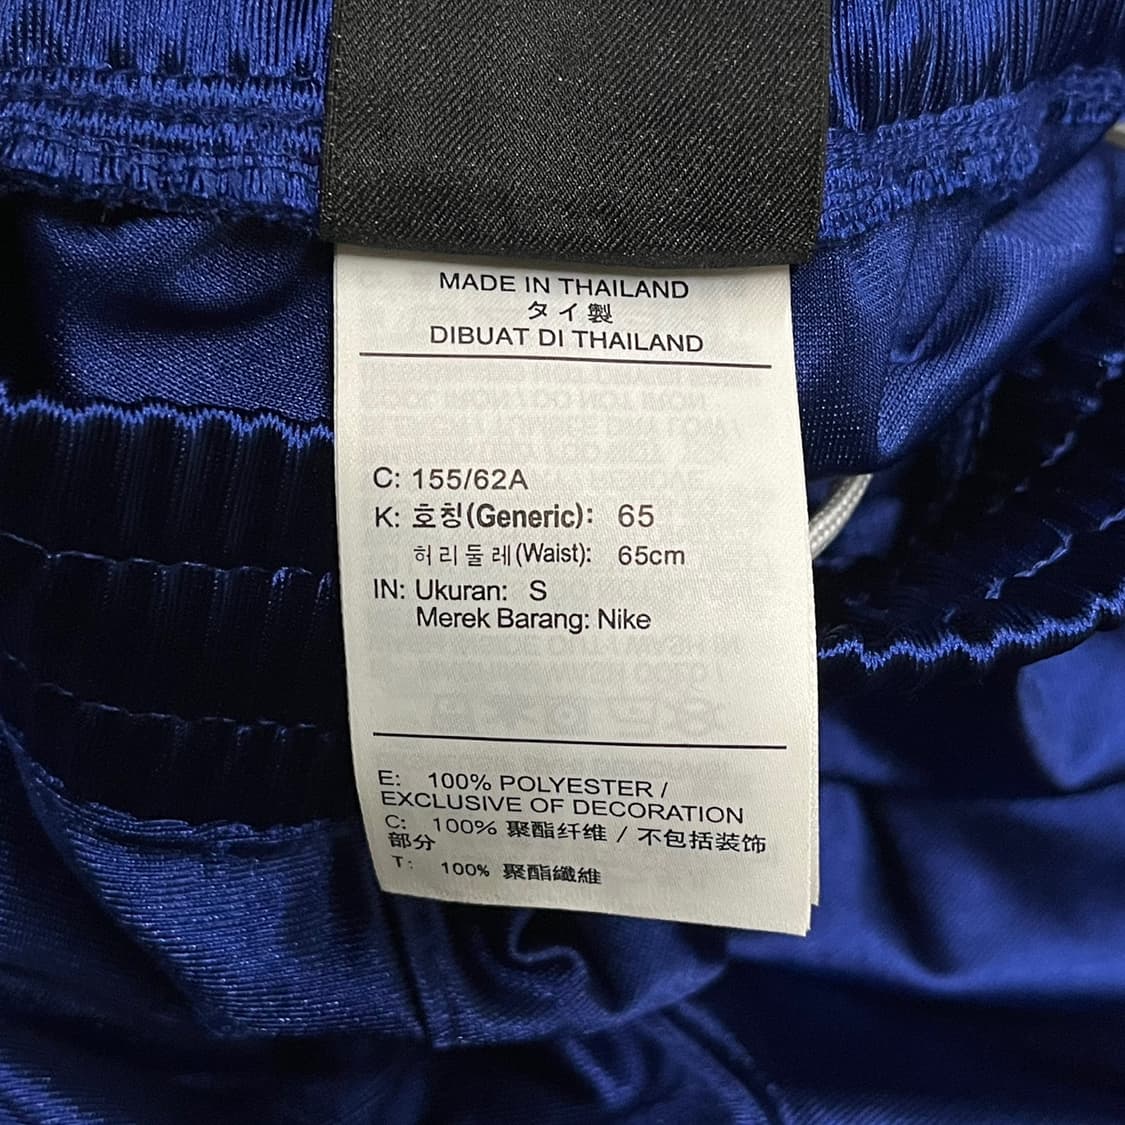 MADE IN THAILAND
タイ製
DIBUAT DI THAILAND
C: 155/62A
K: 호칭(Generic): 65
허리둘레(Waist): 65cm
IN: Ukuran: S
Merek Barang: Nike
E: 100% POLYESTER /
EXCLUSIVE OF DECORATION
C: 100% 聚酯纤维 / 不包括装饰
部分
T: 100% 聚酯纖維